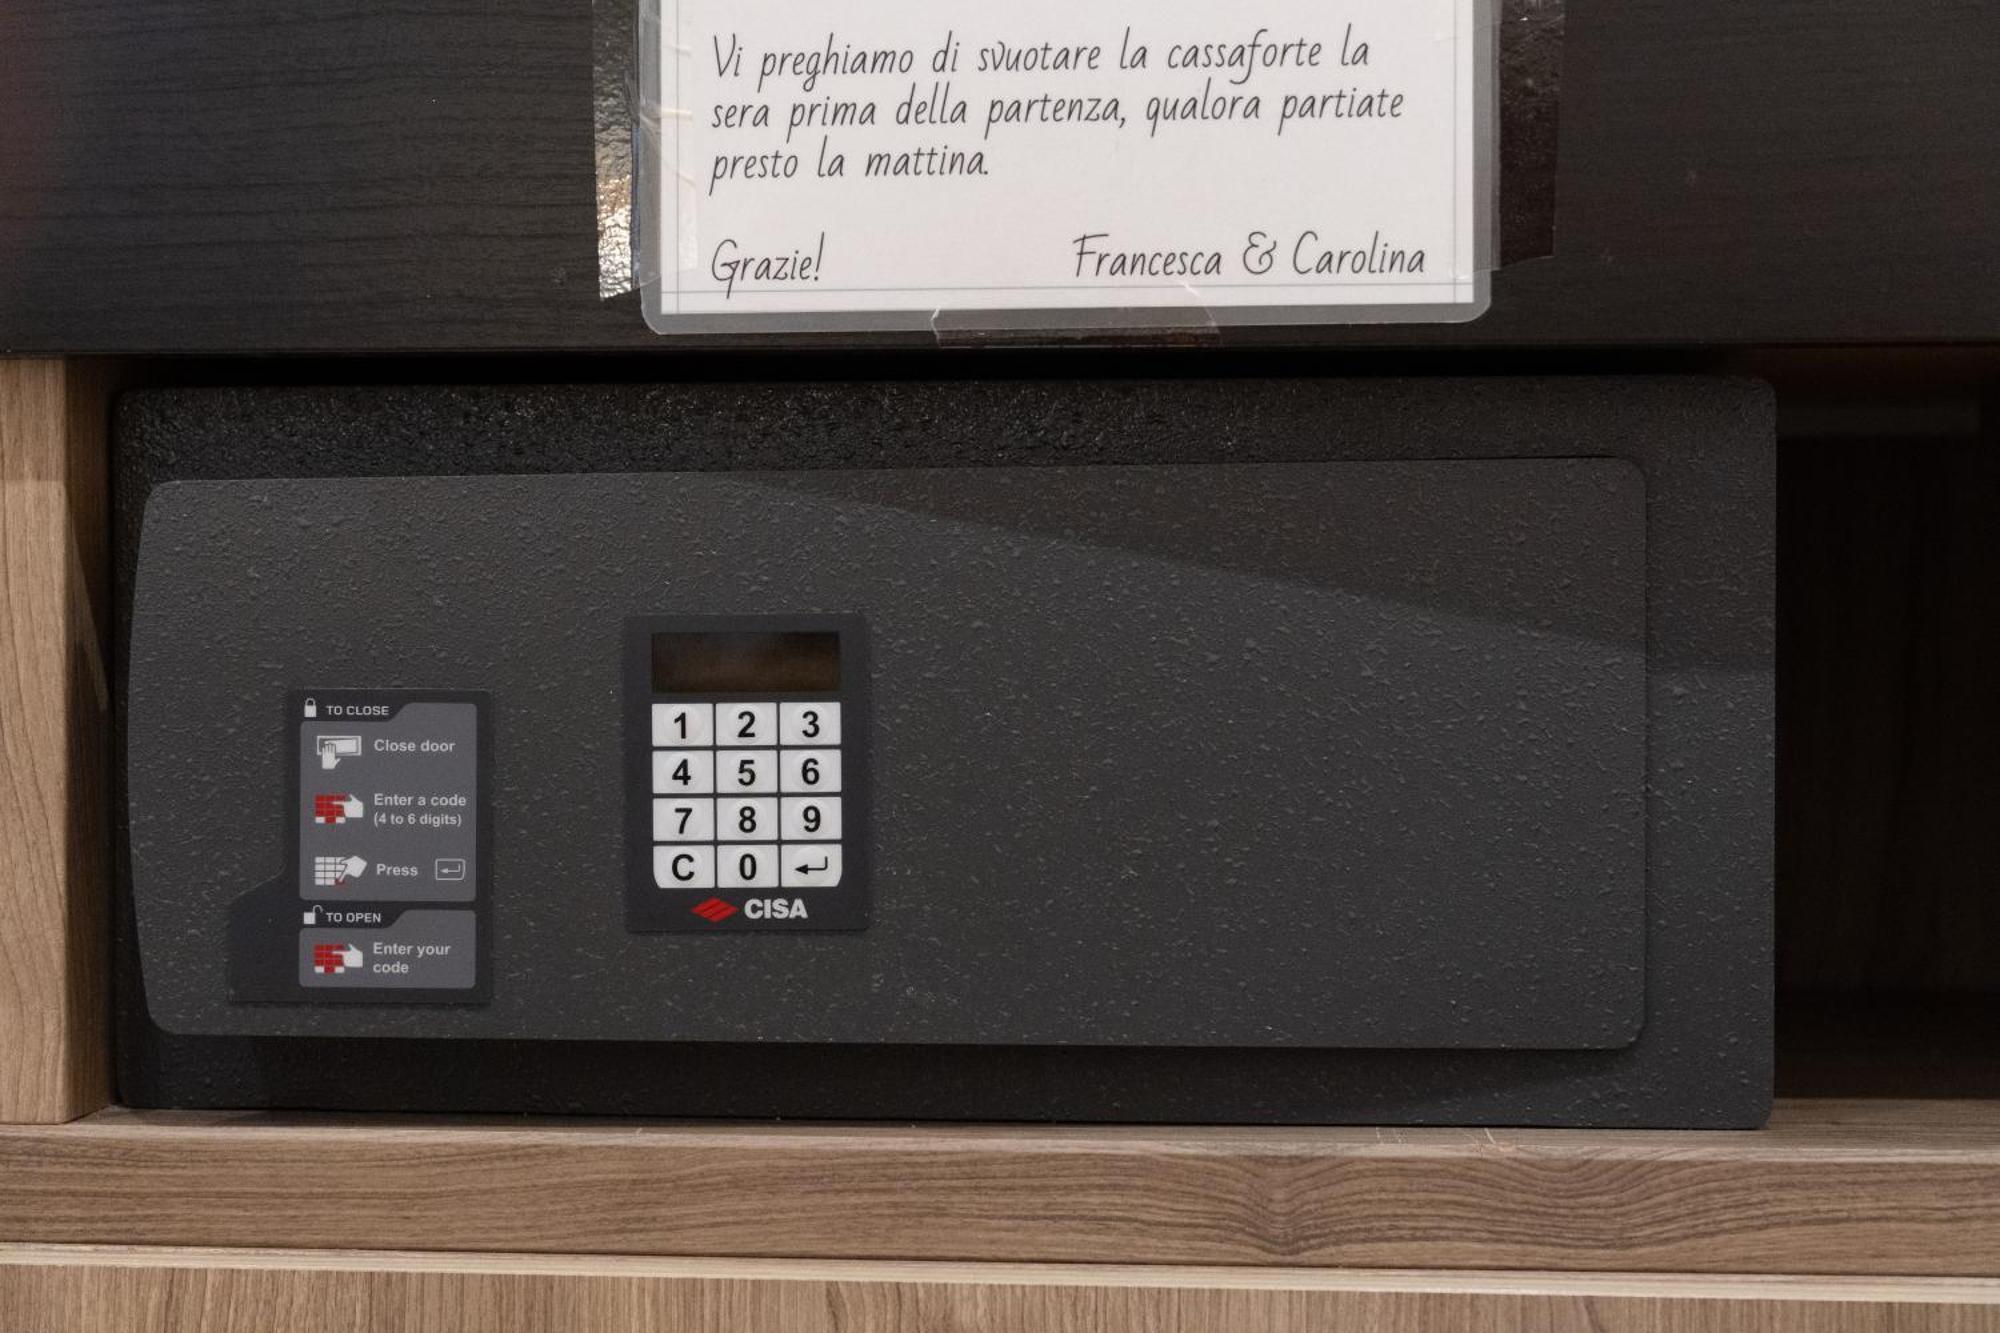 Vi preghiamo di svuotare la cassaforte la
sera prima della partenza, qualora partiate
presto la mattina.
Grazie! Francesca & Carolina
TO CLOSE
Close door
Enter a code
(4 to 6 digits)
Press
TO OPEN
Enter your
code
1 2 3
4 5 6
7 8 9
C 0
CISA